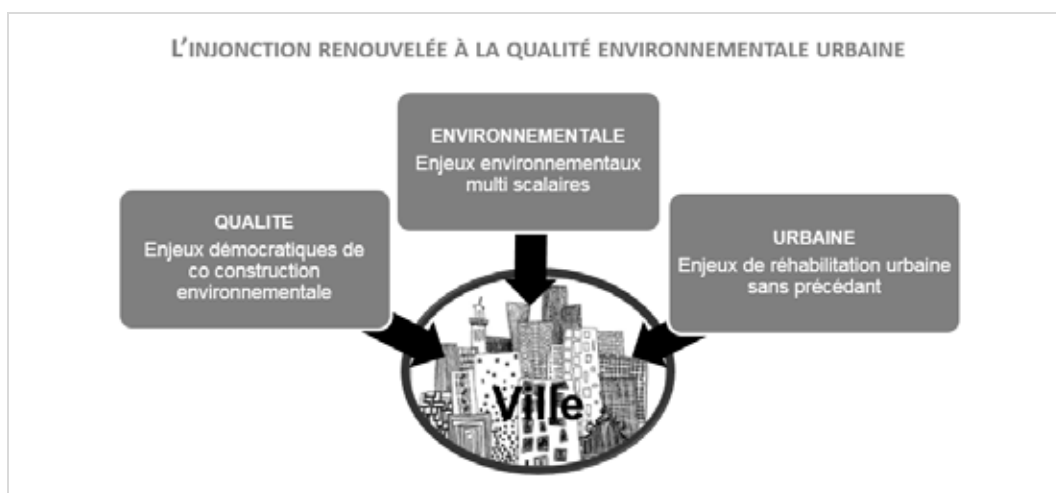 L'INJONCTION RENOUVELÉE À LA QUALITÉ ENVIRONNEMENTALE URBAINE
ENVIRONNEMENTALE
Enjeux environnementaux
multi scalaires
QUALITE
Enjeux démocratiques de
co construction
environnementale
URBAINE
Enjeux de réhabilitation urbaine
sans précédant
Ville